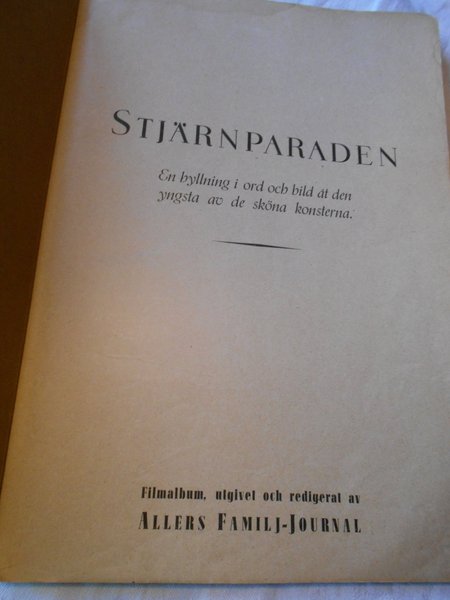 STJÄRNPARADEN
En hyllning i ord och bild åt den
yngsta av de sköna konsterna.
Filmalbum, utgivet och redigerat av
ALLERS FAMILJ-JOURNAL